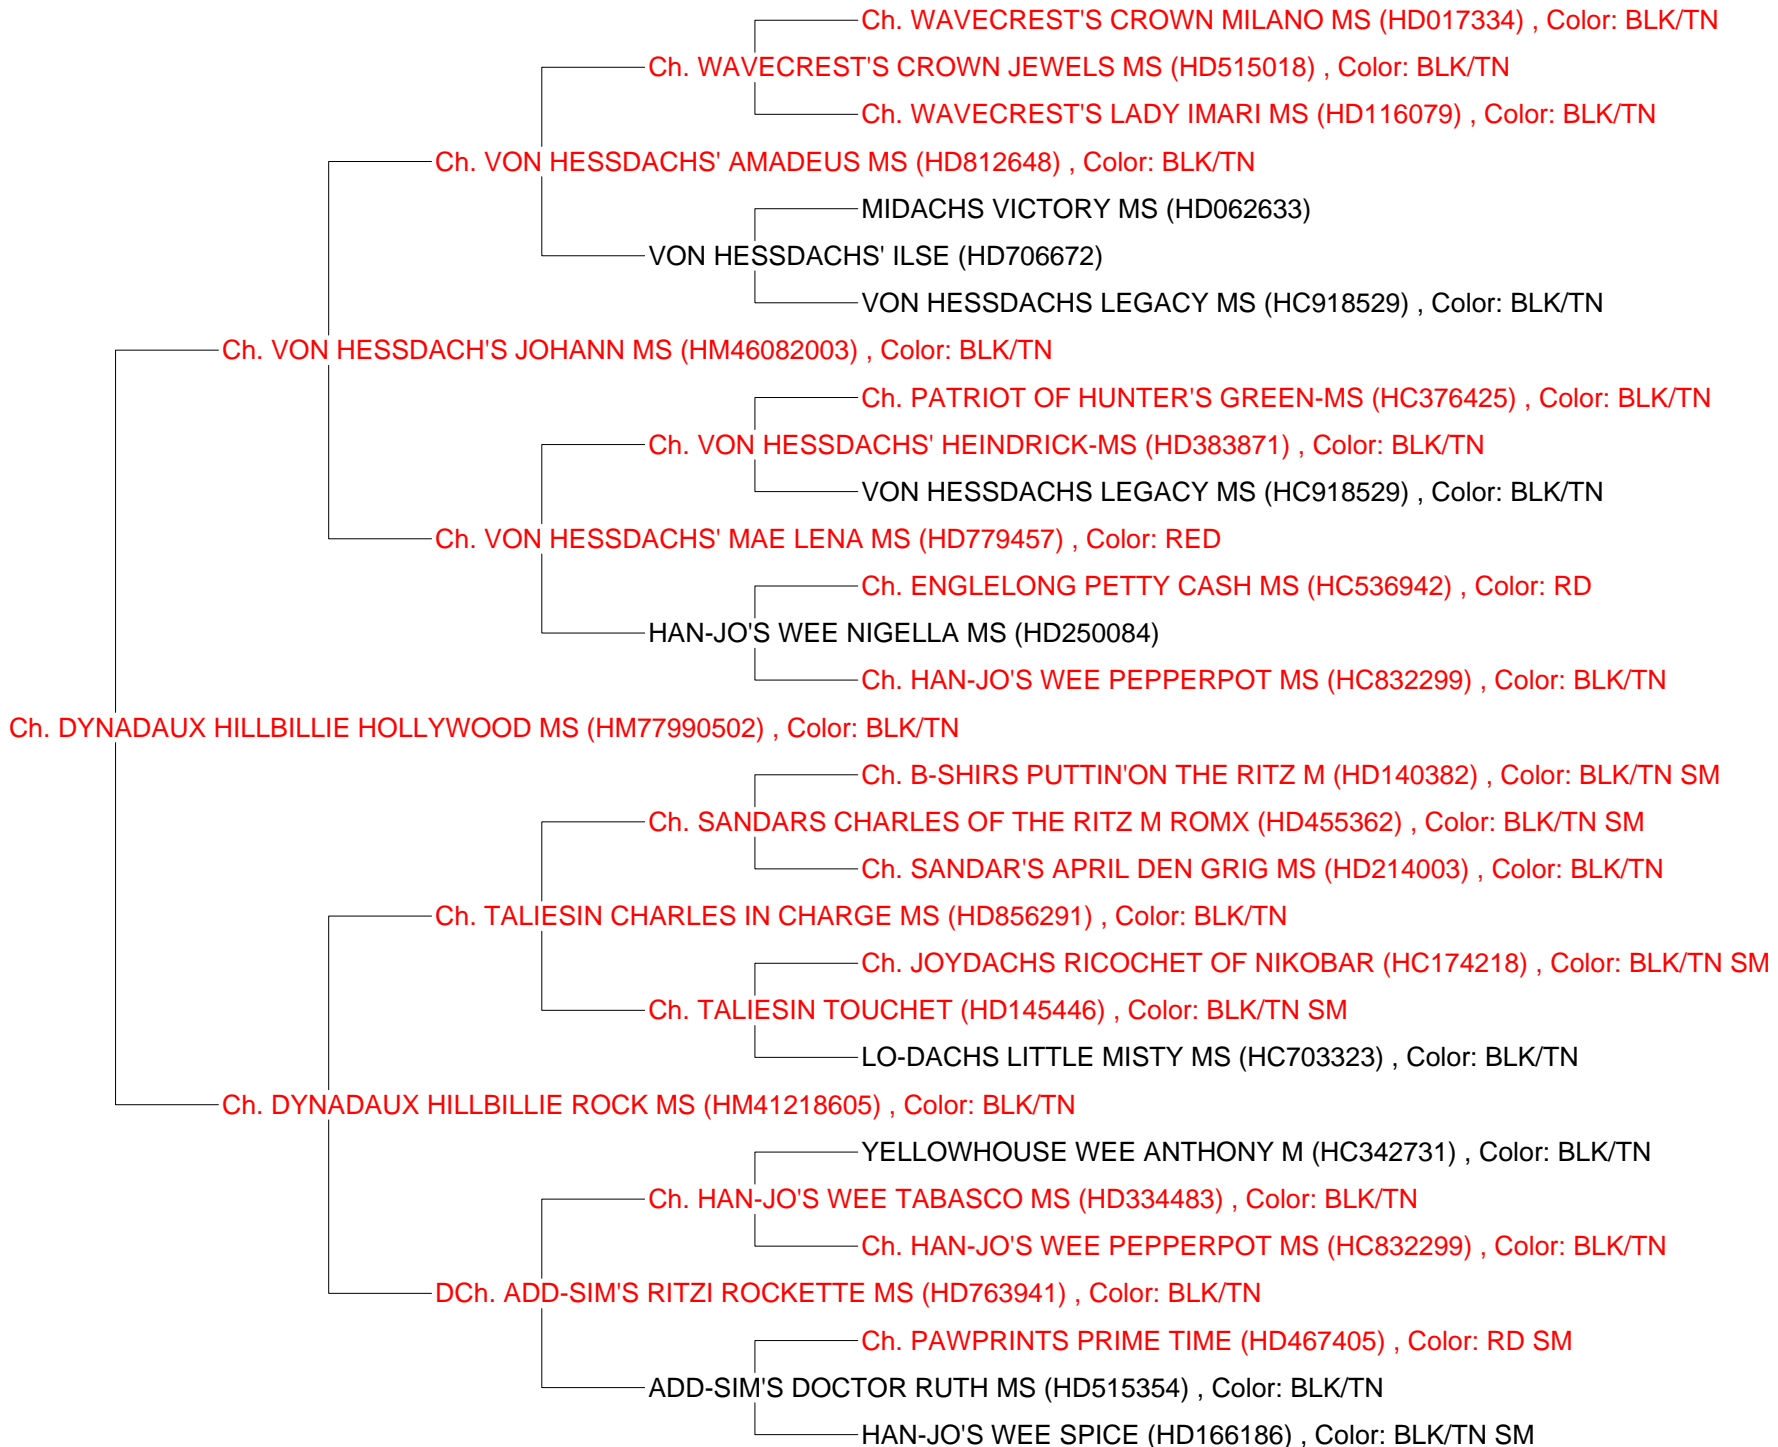 Ch. WAVECREST'S CROWN MILANO MS (HD017334) , Color: BLK/TN
Ch. WAVECREST'S CROWN JEWELS MS (HD515018) , Color: BLK/TN
Ch. WAVECREST'S LADY IMARI MS (HD116079) , Color: BLK/TN
Ch. VON HESSDACHS' AMADEUS MS (HD812648) , Color: BLK/TN
MIDACHS VICTORY MS (HD062633)
VON HESSDACHS' ILSE (HD706672)
VON HESSDACHS LEGACY MS (HC918529) , Color: BLK/TN
Ch. VON HESSDACH'S JOHANN MS (HM46082003) , Color: BLK/TN
Ch. PATRIOT OF HUNTER'S GREEN-MS (HC376425) , Color: BLK/TN
Ch. VON HESSDACHS' HEINDRICK-MS (HD383871) , Color: BLK/TN
VON HESSDACHS LEGACY MS (HC918529) , Color: BLK/TN
Ch. VON HESSDACHS' MAE LENA MS (HD779457) , Color: RED
Ch. ENGLELONG PETTY CASH MS (HC536942) , Color: RD
HAN-JO'S WEE NIGELLA MS (HD250084)
Ch. HAN-JO'S WEE PEPPERPOT MS (HC832299) , Color: BLK/TN
Ch. DYNADAUX HILLBILLIE HOLLYWOOD MS (HM77990502) , Color: BLK/TN
Ch. B-SHIRS PUTTIN'ON THE RITZ M (HD140382) , Color: BLK/TN SM
Ch. SANDARS CHARLES OF THE RITZ M ROMX (HD455362) , Color: BLK/TN SM
Ch. SANDAR'S APRIL DEN GRIG MS (HD214003) , Color: BLK/TN
Ch. TALIESIN CHARLES IN CHARGE MS (HD856291) , Color: BLK/TN
Ch. JOYDACHS RICOCHET OF NIKOBAR (HC174218) , Color: BLK/TN SM
Ch. TALIESIN TOUCHET (HD145446) , Color: BLK/TN SM
LO-DACHS LITTLE MISTY MS (HC703323) , Color: BLK/TN
Ch. DYNADAUX HILLBILLIE ROCK MS (HM41218605) , Color: BLK/TN
YELLOWHOUSE WEE ANTHONY M (HC342731) , Color: BLK/TN
Ch. HAN-JO'S WEE TABASCO MS (HD334483) , Color: BLK/TN
Ch. HAN-JO'S WEE PEPPERPOT MS (HC832299) , Color: BLK/TN
DCh. ADD-SIM'S RITZI ROCKETTE MS (HD763941) , Color: BLK/TN
Ch. PAWPRINTS PRIME TIME (HD467405) , Color: RD SM
ADD-SIM'S DOCTOR RUTH MS (HD515354) , Color: BLK/TN
HAN-JO'S WEE SPICE (HD166186) , Color: BLK/TN SM